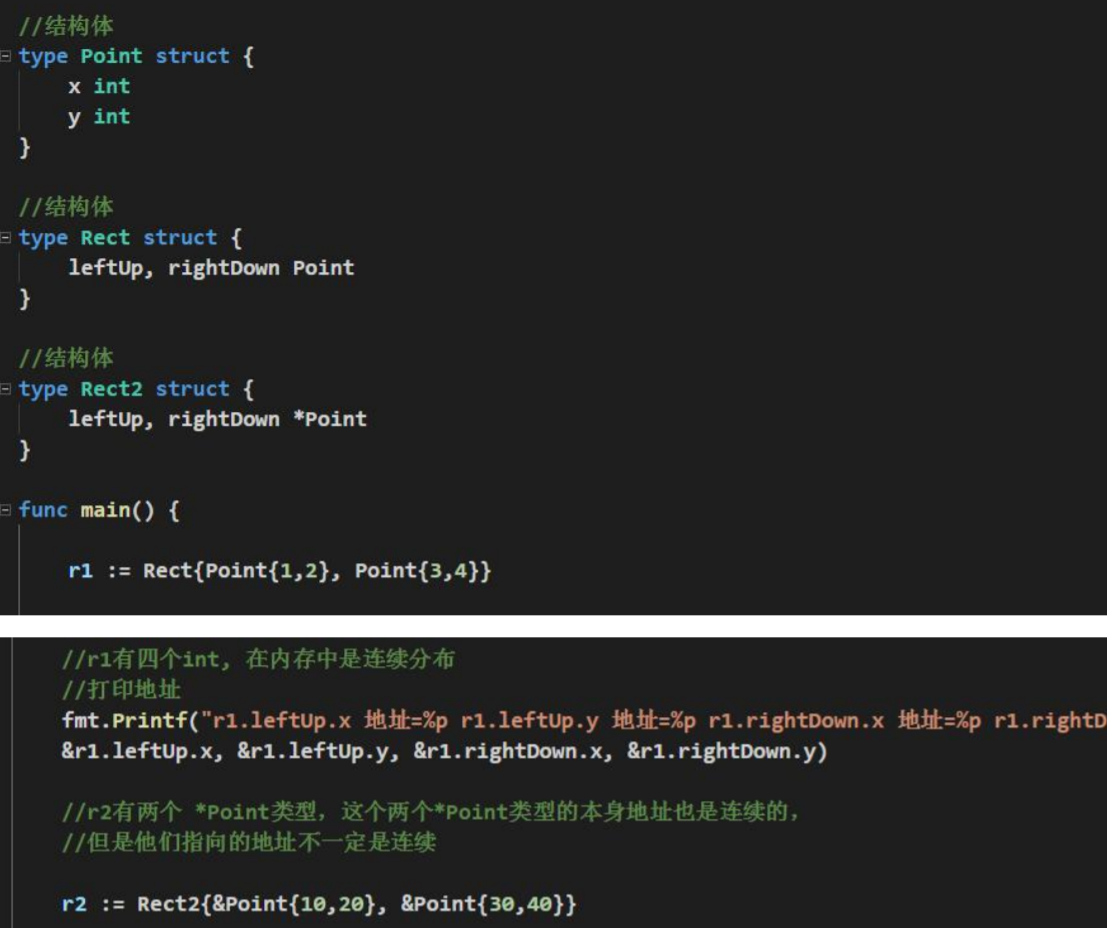 //结构体
type Point struct {
x int
y int
}
//结构体
type Rect struct {
leftUp, rightDown Point
}
//结构体
type Rect2 struct {
leftUp, rightDown *Point
}
func main() {
r1 := Rect{Point{1,2}, Point{3,4}}
//r1有四个int, 在内存中是连续分布
//打印地址
fmt.Printf("r1.leftUp.x 地址=%p r1.leftUp.y 地址=%p r1.rightDown.x 地址=%p r1.rightD
&r1.leftUp.x, &r1.leftUp.y, &r1.rightDown.x, &r1.rightDown.y)
//r2有两个 *Point类型，这个两个*Point类型的本身地址也是连续的，
//但是他们指向的地址不一定是连续
r2 := Rect2{&Point{10,20}, &Point{30,40}}